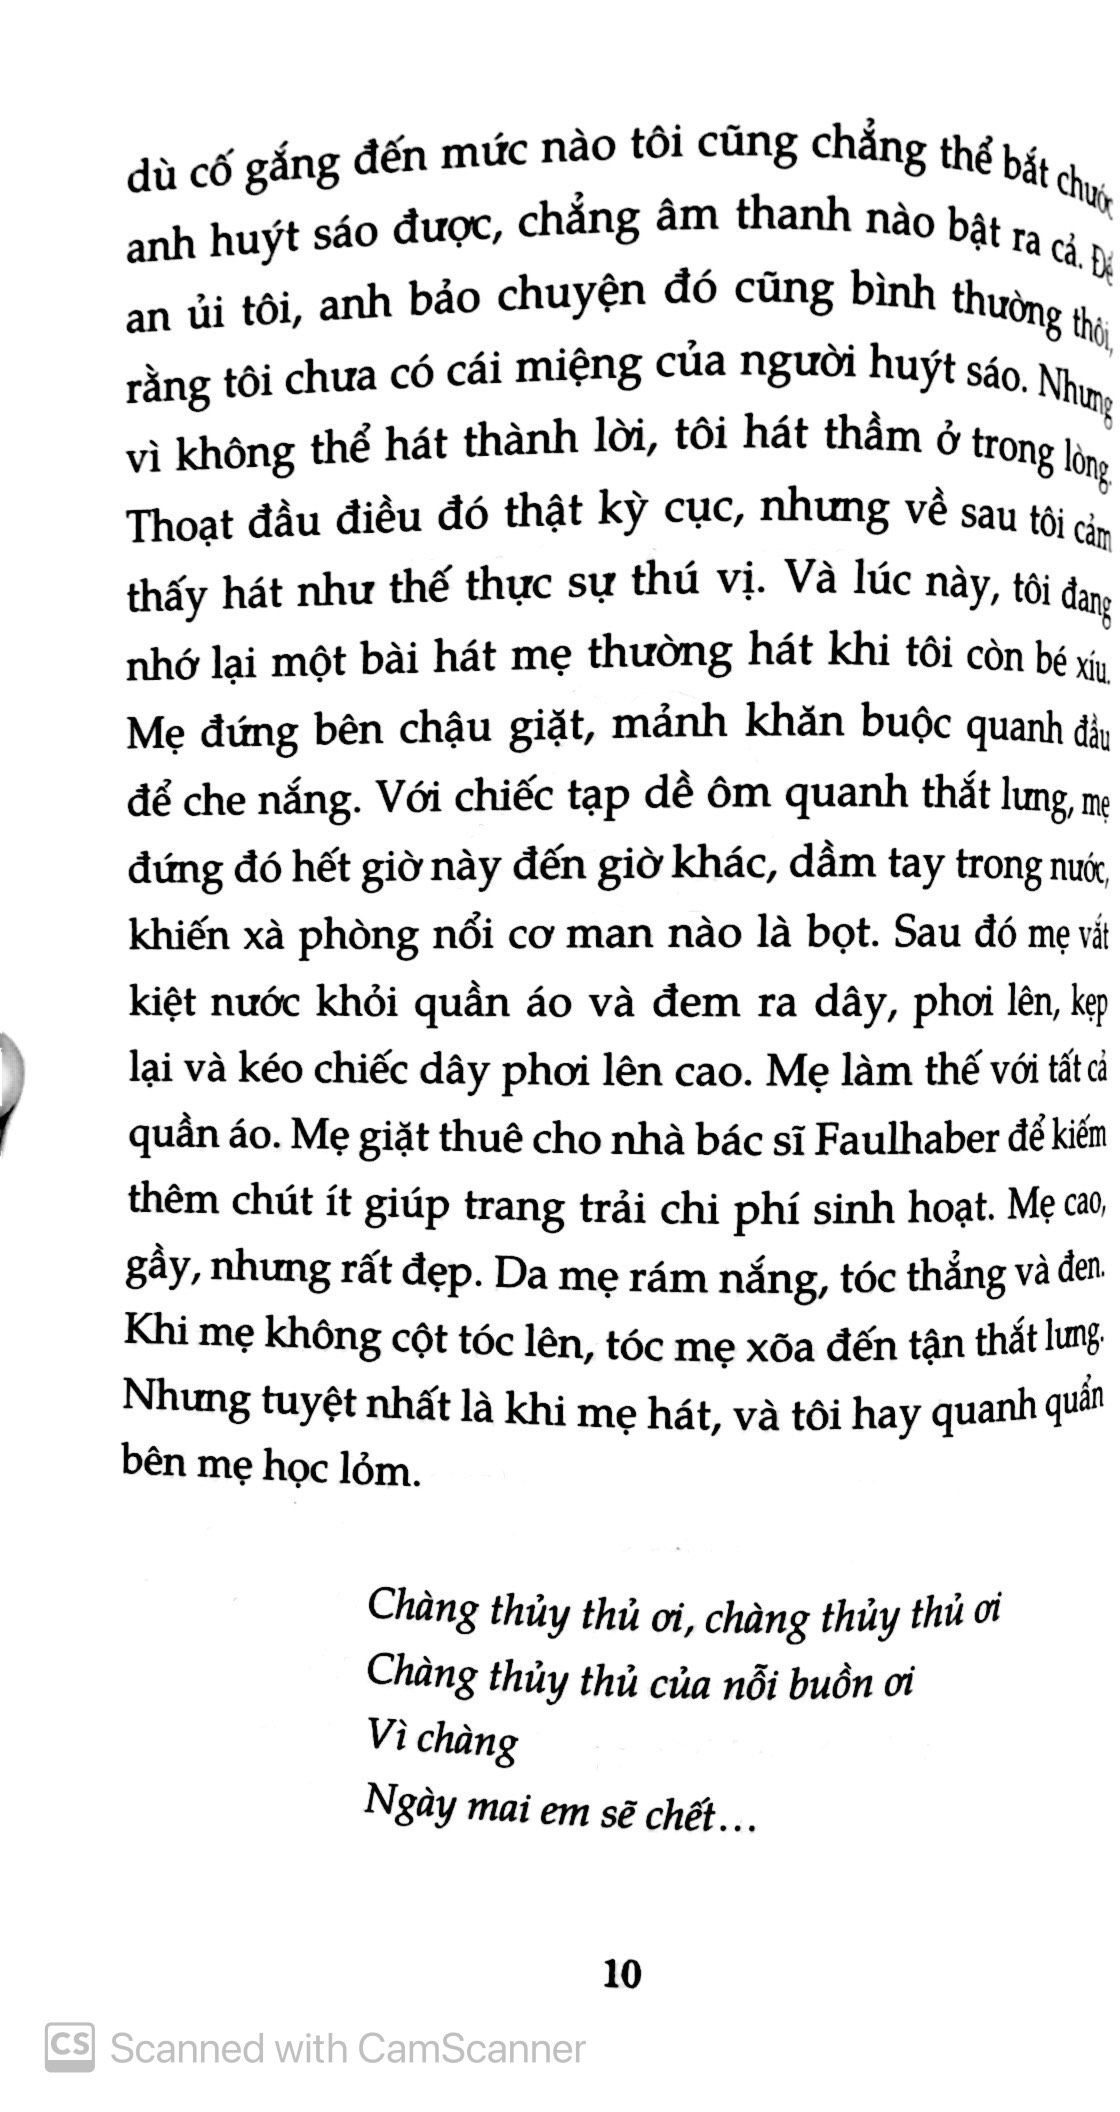 dù cố gắng đến mức nào tôi cũng chẳng thể bắt chước
anh huýt sáo được, chẳng âm thanh nào bật ra cả. Để
an ủi tôi, anh bảo chuyện đó cũng bình thường thôi,
rằng tôi chưa có cái miệng của người huýt sáo. Nhưng
vì không thể hát thành lời, tôi hát thầm ở trong lòng.
Thoạt đầu điều đó thật kỳ cục, nhưng về sau tôi cảm
thấy hát như thế thực sự thú vị. Và lúc này, tôi đang
nhớ lại một bài hát mẹ thường hát khi tôi còn bé xíu.
Mẹ đứng bên chậu giặt, mảnh khăn buộc quanh đầu
để che nắng. Với chiếc tạp dề ôm quanh thắt lưng, mẹ
đứng đó hết giờ này đến giờ khác, dầm tay trong nước,
khiến xà phòng nổi cơ man nào là bọt. Sau đó mẹ vắt
kiệt nước khỏi quần áo và đem ra dây, phơi lên, kẹp
lại và kéo chiếc dây phơi lên cao. Mẹ làm thế với tất cả
quần áo. Mẹ giặt thuê cho nhà bác sĩ Faulhaber để kiếm
thêm chút ít giúp trang trải chi phí sinh hoạt. Mẹ cao,
gầy, nhưng rất đẹp. Da mẹ rám nắng, tóc thẳng và đen.
Khi mẹ không cột tóc lên, tóc mẹ xõa đến tận thắt lưng.
Nhưng tuyệt nhất là khi mẹ hát, và tôi hay quanh quẩn
bên mẹ học lỏm.
Chàng thủy thủ ơi, chàng thủy thủ ơi
Chàng thủy thủ của nỗi buồn ơi
Vì chàng
Ngày mai em sẽ chết...
10
CS Scanned with CamScanner